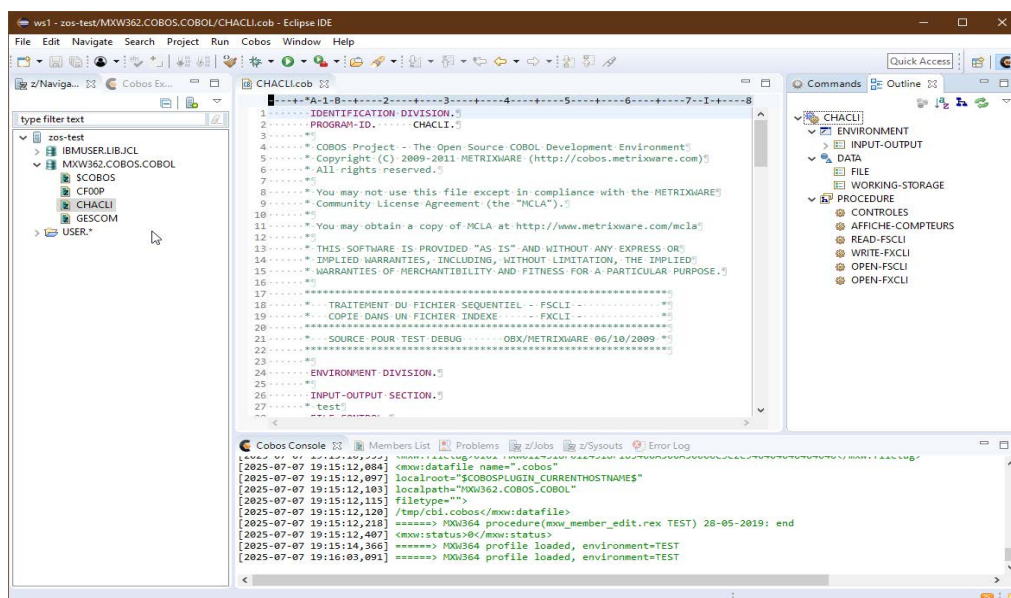 ws1 - zos-test/MXW362.COBOS.COBOL/CHACLI.cob - Eclipse IDE
File Edit Navigate Search Project Run Cobos Window Help
Quick Access
z/Naviga...
Cobos Ex...
type filter text
zos-test
IBMUSER.LIB.JCL
MXW362.COBOS.COBOL
$COBOS
CF00P
CHACLI
GESCOM
USER.*
CHACLI.cob
----+-*A-1-B--+----2----+----3----+----4----+----5----+----6----+----7--I-+----8
1 IDENTIFICATION DIVISION.
2 PROGRAM-ID. CHACLI.
3 *
4 * COBOS Project - The Open Source COBOL Development Environment
5 * Copyright (C) 2009-2011 METRIXWARE (http://cobos.metrixware.com)
6 * All rights reserved.
7 *
8 * You may not use this file except in compliance with the METRIXWARE
9 * Community License Agreement (the "MCLA").
10 *
11 * You may obtain a copy of MCLA at http://www.metrixware.com/mcla
12 *
13 * THIS SOFTWARE IS PROVIDED "AS IS" AND WITHOUT ANY EXPRESS OR
14 * IMPLIED WARRANTIES, INCLUDING, WITHOUT LIMITATION, THE IMPLIED
15 * WARRANTIES OF MERCHANTIBILITY AND FITNESS FOR A PARTICULAR PURPOSE.
16 *
17 ******************************************************
18 * TRAITEMENT DU FICHIER SEQUENTIEL - FSCLI - *
19 * COPIE DANS UN FICHIER INDEXE - FXCLI - *
20 ******************************************************
21 * SOURCE POUR TEST DEBUG OBX/METRIXWARE 06/10/2009 *
22 ******************************************************
23 *
24 ENVIRONMENT DIVISION.
25 *
26 INPUT-OUTPUT SECTION.
27 * test
Commands
Outline
CHACLI
ENVIRONMENT
INPUT-OUTPUT
DATA
FILE
WORKING-STORAGE
PROCEDURE
CONTROLES
AFFICHE-COMPTEURS
READ-FSCLI
WRITE-FXCLI
OPEN-FSCLI
OPEN-FXCLI
Cobos Console
Members List
Problems
z/Jobs
z/Sysouts
Error Log
[2025-07-07 19:15:12,084] <mxw:datafile name=".cobos"
[2025-07-07 19:15:12,097] localroot="$COBOSPLUGIN_CURRENTHOSTNAME$"
[2025-07-07 19:15:12,103] localpath="MXW362.COBOS.COBOL"
[2025-07-07 19:15:12,115] filetype="">
[2025-07-07 19:15:12,120] /tmp/cbi.cobos</mxw:datafile>
[2025-07-07 19:15:12,218] ======> MXW364 procedure(mxw_member_edit.rex TEST) 28-05-2019: end
[2025-07-07 19:15:12,407] <mxw:status>0</mxw:status>
[2025-07-07 19:15:14,366] ======> MXW364 profile loaded, environment=TEST
[2025-07-07 19:16:03,091] ======> MXW364 profile loaded, environment=TEST